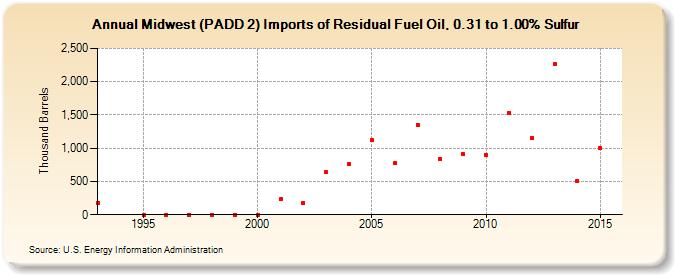 Annual Midwest (PADD 2) Imports of Residual Fuel Oil, 0.31 to 1.00% Sulfur
Thousand Barrels
2,500
2,000
1,500
1,000
500
0
1995 2000 2005 2010 2015
Source: U.S. Energy Information Administration